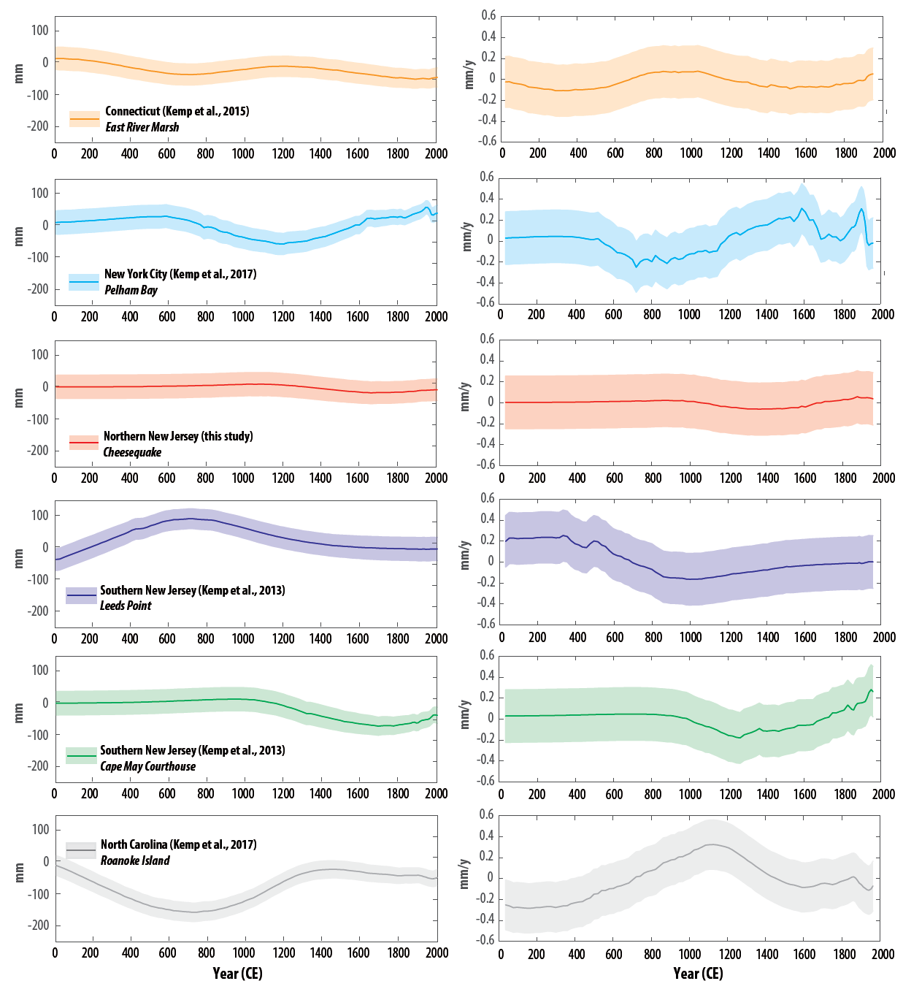 100
0
-100
-200
mm
Connecticut (Kemp et al., 2015)
East River Marsh
0 200 400 600 800 1000 1200 1400 1600 1800 2000
0.6
0.4
0.2
0
-0.2
-0.4
-0.6
mm/y
0 200 400 600 800 1000 1200 1400 1600 1800 2000
100
0
-100
-200
mm
New York City (Kemp et al., 2017)
Pelham Bay
0 200 400 600 800 1000 1200 1400 1600 1800 2000
0.6
0.4
0.2
0
-0.2
-0.4
-0.6
mm/y
0 200 400 600 800 1000 1200 1400 1600 1800 2000
100
0
-100
-200
mm
Northern New Jersey (this study)
Cheesequake
0 200 400 600 800 1000 1200 1400 1600 1800 2000
0.6
0.4
0.2
0
-0.2
-0.4
-0.6
mm/y
0 200 400 600 800 1000 1200 1400 1600 1800 2000
100
0
-100
-200
mm
Southern New Jersey (Kemp et al., 2013)
Leeds Point
0 200 400 600 800 1000 1200 1400 1600 1800 2000
0.6
0.4
0.2
0
-0.2
-0.4
-0.6
mm/y
0 200 400 600 800 1000 1200 1400 1600 1800 2000
100
0
-100
-200
mm
Southern New Jersey (Kemp et al., 2013)
Cape May Courthouse
0 200 400 600 800 1000 1200 1400 1600 1800 2000
0.6
0.4
0.2
0
-0.2
-0.4
-0.6
mm/y
0 200 400 600 800 1000 1200 1400 1600 1800 2000
100
0
-100
-200
mm
North Carolina (Kemp et al., 2017)
Roanoke Island
0 200 400 600 800 1000 1200 1400 1600 1800 2000
Year (CE)
0.6
0.4
0.2
0
-0.2
-0.4
-0.6
mm/y
0 200 400 600 800 1000 1200 1400 1600 1800 2000
Year (CE)